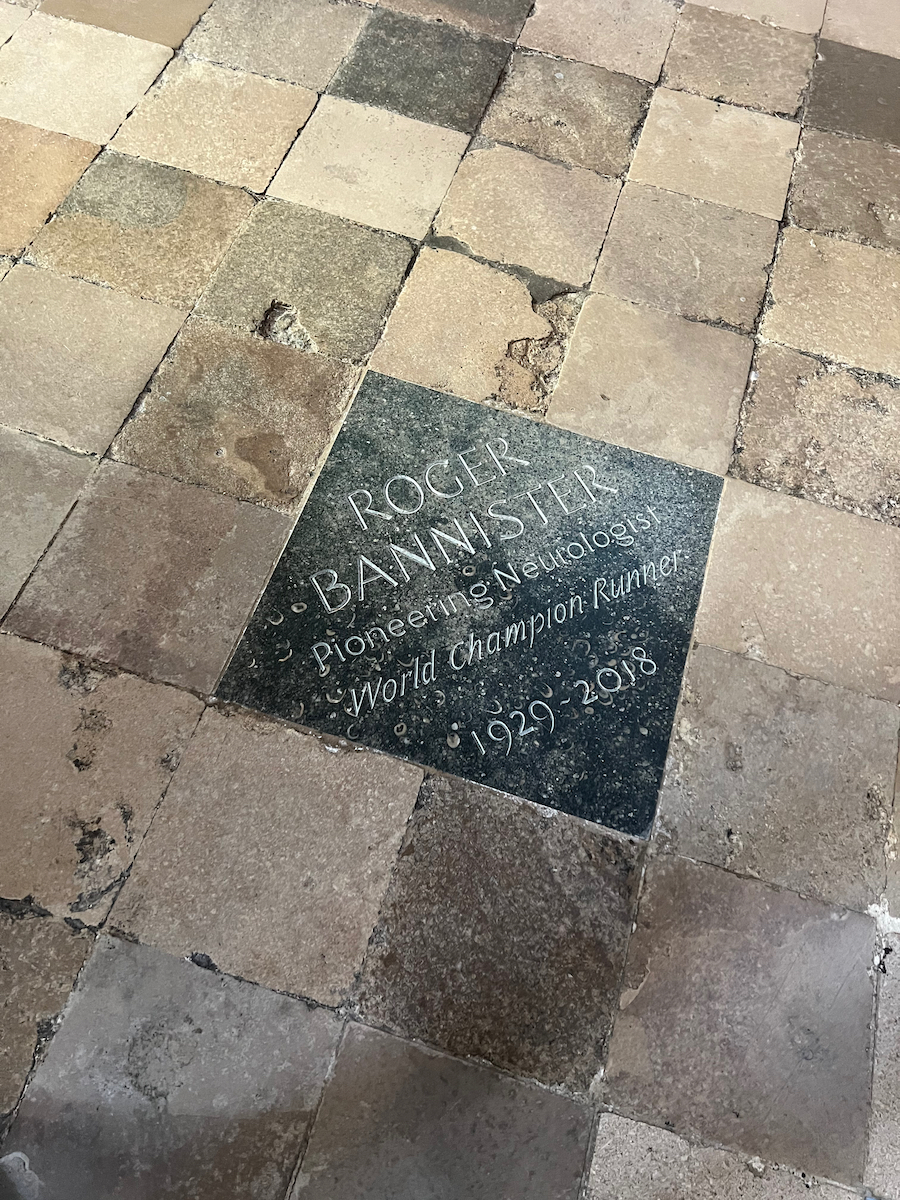 ROGER
BANNISTER
Pioneering Neurologist
World Champion Runner
1929-2018